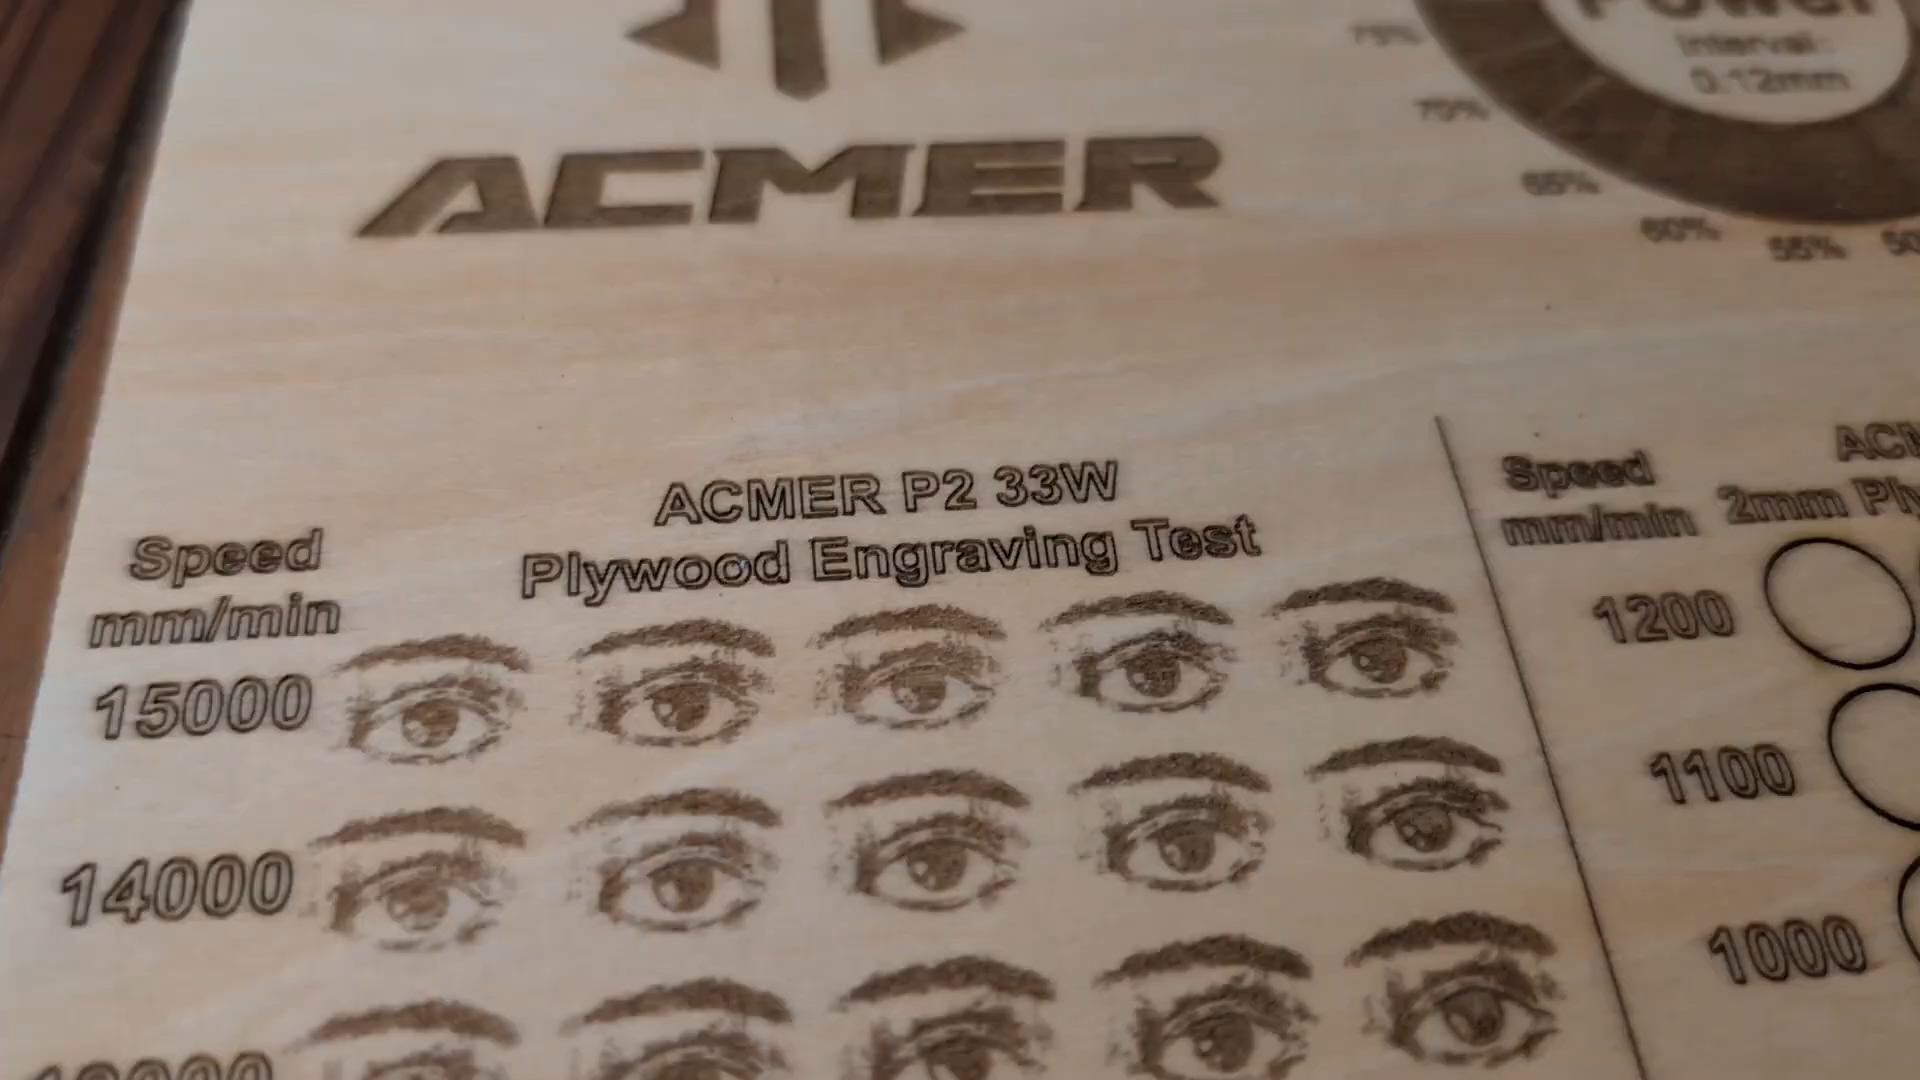 Power
Interval:
0.12mm
75%
70%
65%
60%
55%
ACMER
ACMER P2 33W
Plywood Engraving Test
Speed
mm/min
15000
14000
Speed
mm/min
2mm
1200
1100
1000